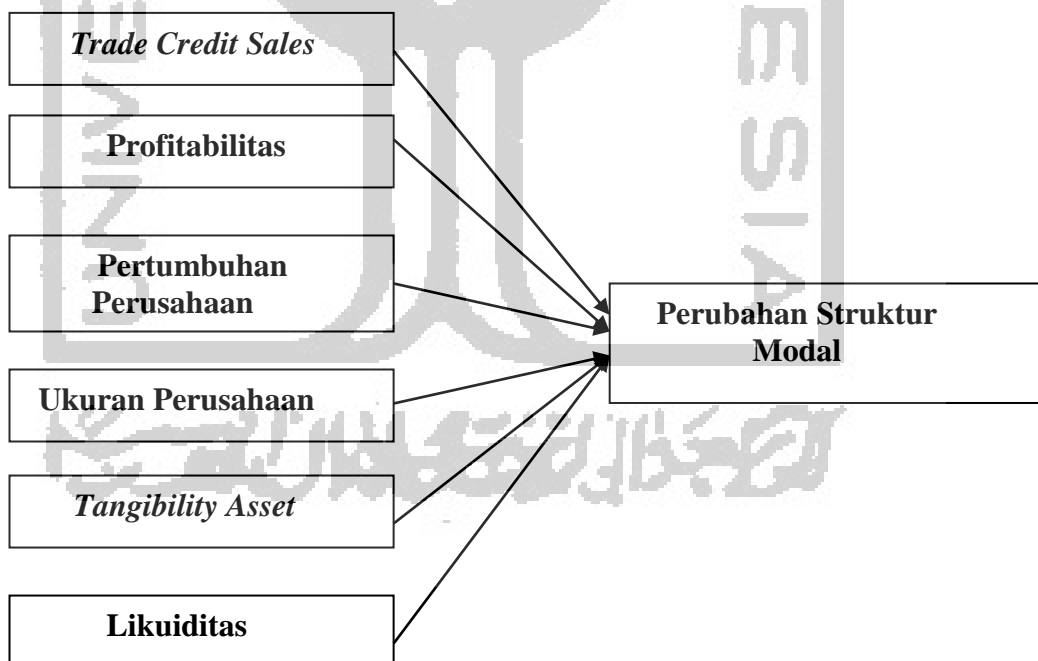 Trade Credit Sales
Profitabilitas
Pertumbuhan
Perusahaan
Ukuran Perusahaan
Tangibility Asset
Likuiditas
Perubahan Struktur
Modal